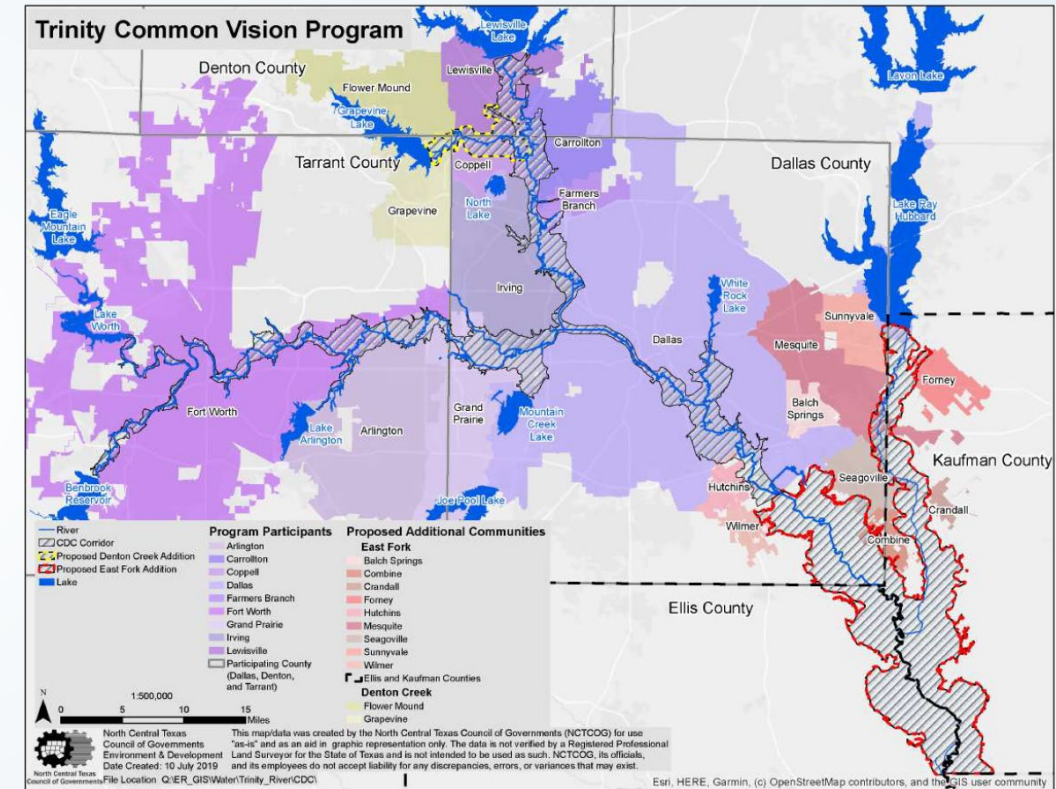 Trinity Common Vision Program
Lewisville
Lake
Denton County
Lewisville
Lavon Lake
Flower Mound
Grapevine
Lake
Carrollton
Tarrant County
Coppell
Dallas County
Farmers
Branch
North
Lake
Grapevine
Lake Ray
Hubbard
Eagle
Mountain
Lake
Irving
White
Rock
Lake
Lake
Worth
Sunnyvale
Dallas
Mesquite
Forney
Fort Worth
Grand
Prairie
Mountain
Creek
Lake
Balch
Springs
Lake
Arlington
Arlington
Kaufman County
Seagoville
Benbrook
Reservoir
Joe Pool Lake
Hutchins
Crandall
Wilmer
Combine
Ellis County
River
CDC Corridor
Proposed Denton Creek Addition
Proposed East Fork Addition
Lake
Program Participants
Arlington
Carrollton
Coppell
Dallas
Farmers Branch
Fort Worth
Grand Prairie
Irving
Lewisville
Participating County
(Dallas, Denton,
and Tarrant)
Proposed Additional Communities
East Fork
Balch Springs
Combine
Crandall
Forney
Hutchins
Mesquite
Seagoville
Sunnyvale
Wilmer
Ellis and Kaufman Counties
Denton Creek
Flower Mound
Grapevine
N
1:500,000
0 5 10 15
Miles
North Central Texas
Council of Governments
Environment & Development
Date Created: 10 July 2019
File Location Q:\ER_GIS\Water\Trinity_River\CDC\
North Central Texas
Council of Governments
This map/data was created by the North Central Texas Council of Governments (NCTCOG) for use
"as-is" and as an aid in graphic representation only. The data is not verified by a Registered Professional
Land Surveyor for the State of Texas and is not intended to be used as such. NCTCOG, its officials,
and its employees do not accept liability for any discrepancies, errors, or variances that may exist.
Esri, HERE, Garmin, (c) OpenStreetMap contributors, and the GIS user community